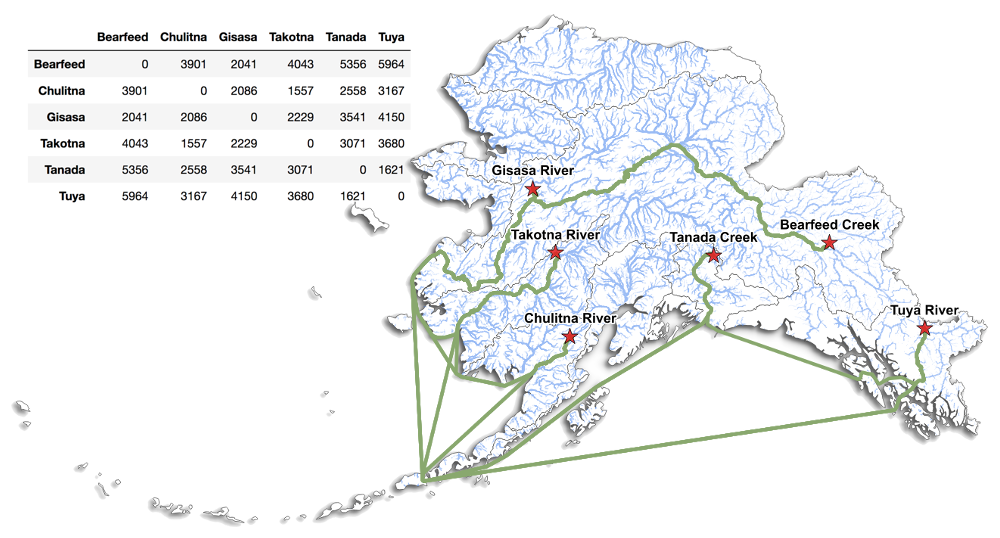 Bearfeed Chulitna Gisasa Takotna Tanada Tuya
Bearfeed 0 3901 2041 4043 5356 5964
Chulitna 3901 0 2086 1557 2558 3167
Gisasa 2041 2086 0 2229 3541 4150
Takotna 4043 1557 2229 0 3071 3680
Tanada 5356 2558 3541 3071 0 1621
Tuya 5964 3167 4150 3680 1621 0
Gisasa River
Takotna River
Tanada Creek
Bearfeed Creek
Chulitna River
Tuya River